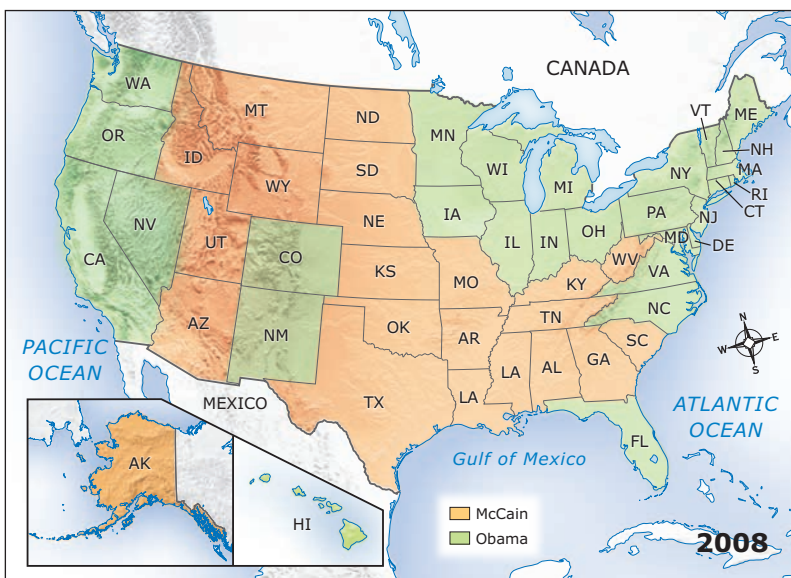 CANADA
WA
MT
ND
MN
VT
ME
OR
ID
SD
WI
MI
NY
NH
MA
RI
CT
WY
NE
IA
PA
NJ
NV
UT
CO
IL
IN
OH
MD
DE
CA
KS
MO
WV
VA
KY
NC
AZ
NM
OK
AR
TN
SC
PACIFIC
OCEAN
MEXICO
TX
LA
LA
AL
GA
FL
ATLANTIC
OCEAN
Gulf of Mexico
N
W
E
S
AK
HI
McCain
Obama
2008